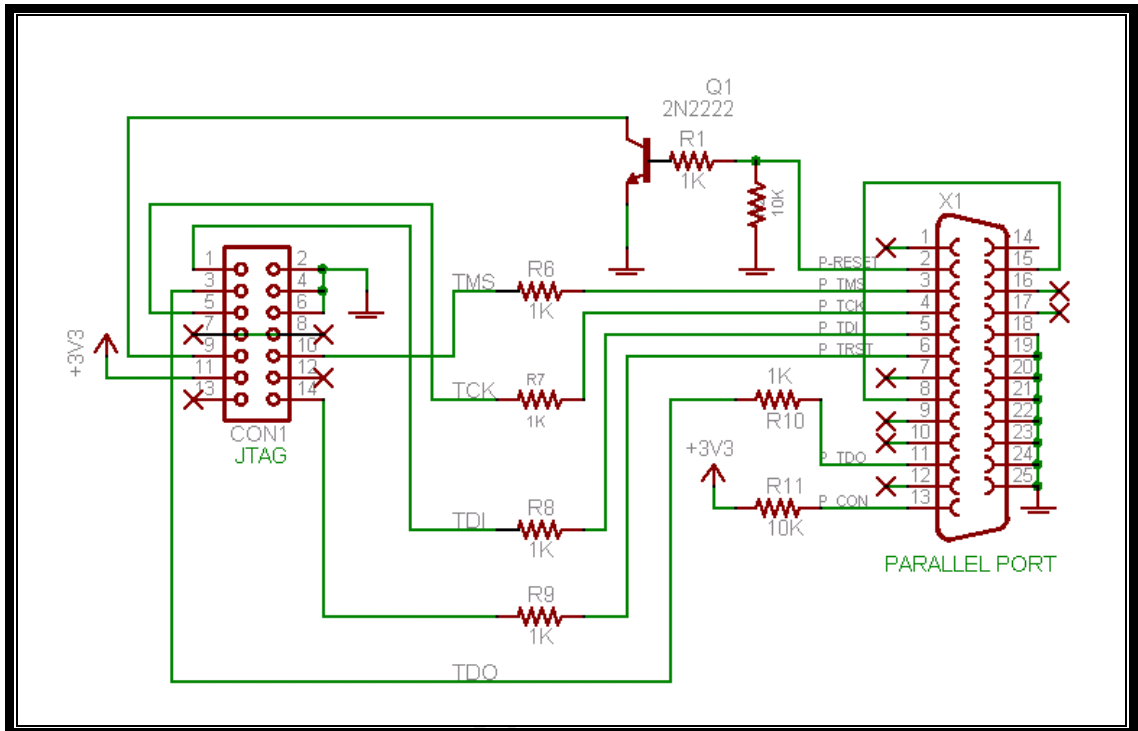 Q1
2N2222
R1
1K
10K
X1
1
2
3
4
5
6
7
8
9
10
11
12
13
14
15
16
17
18
19
20
21
22
23
24
25
P-RESET
P_TMS
P_TCK
P_TDI
P_TRST
P_TDO
P_CON
PARALLEL PORT
1
3
5
7
9
11
13
2
4
6
8
10
12
14
+3V3
CON1
JTAG
TMS
R6
1K
TCK
R7
1K
1K
R10
+3V3
R11
10K
TDI
R8
1K
R9
1K
TDO